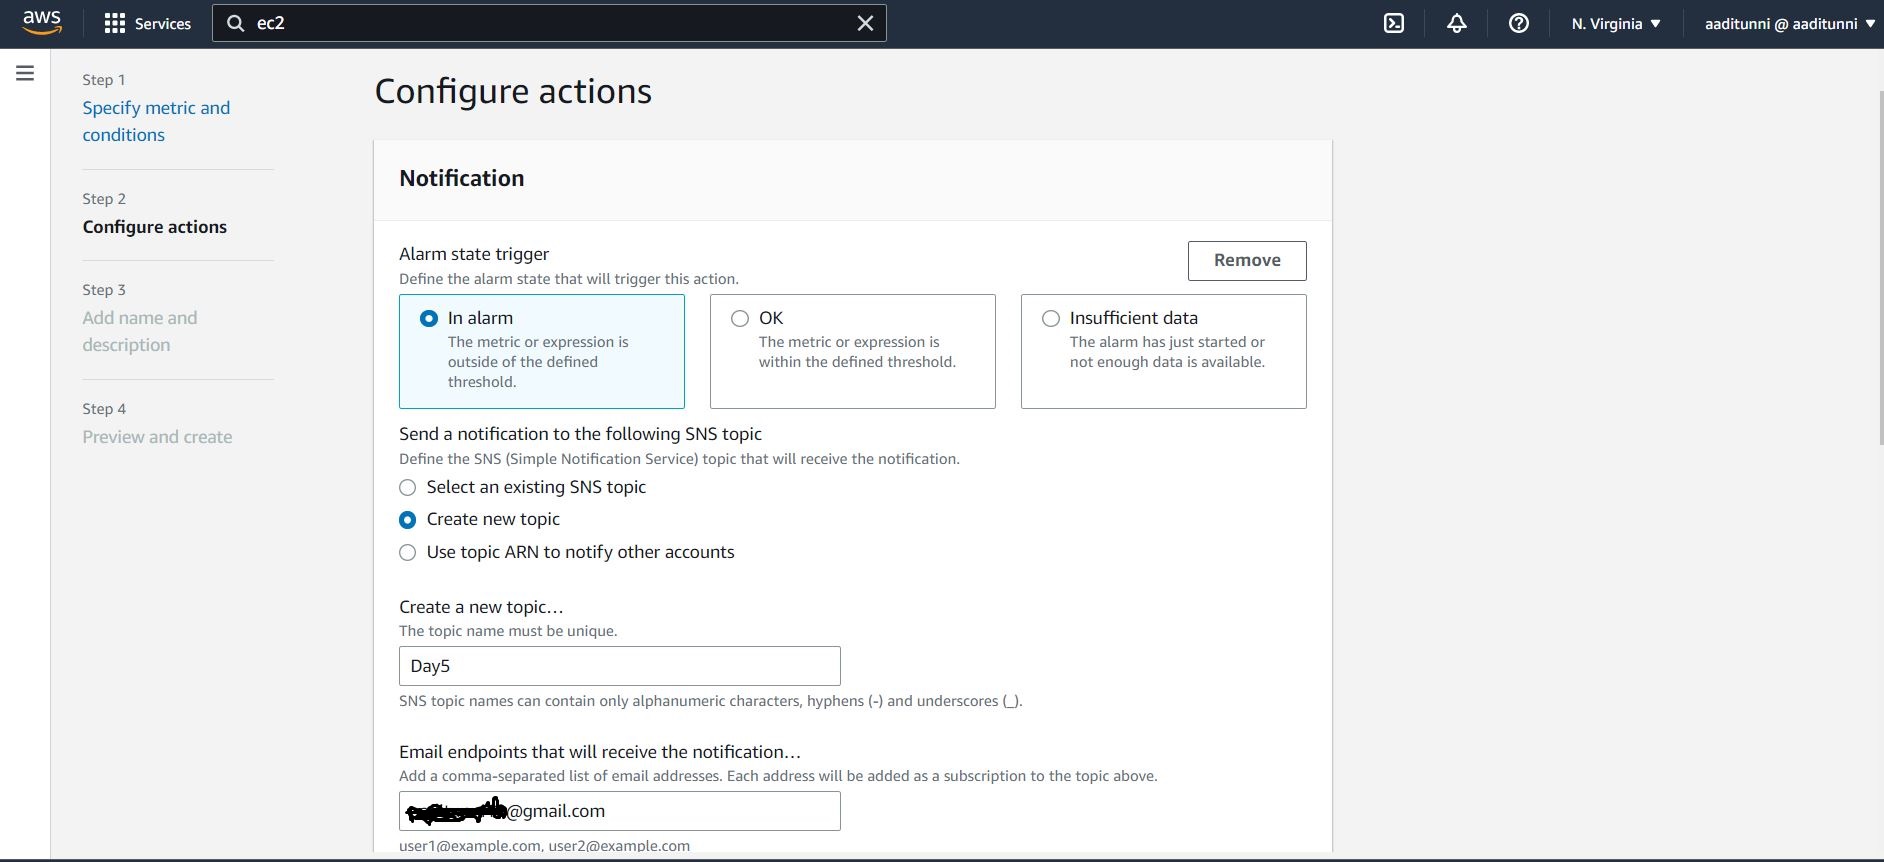 aws
Services
ec2
N. Virginia
aaditunni @ aaditunni
Step 1
Specify metric and
conditions
Step 2
Configure actions
Step 3
Add name and
description
Step 4
Preview and create
Configure actions
Notification
Alarm state trigger
Define the alarm state that will trigger this action.
Remove
In alarm
The metric or expression is
outside of the defined
threshold.
OK
The metric or expression is
within the defined threshold.
Insufficient data
The alarm has just started or
not enough data is available.
Send a notification to the following SNS topic
Define the SNS (Simple Notification Service) topic that will receive the notification.
Select an existing SNS topic
Create new topic
Use topic ARN to notify other accounts
Create a new topic…
The topic name must be unique.
Day5
SNS topic names can contain only alphanumeric characters, hyphens (-) and underscores (_).
Email endpoints that will receive the notification…
Add a comma-separated list of email addresses. Each address will be added as a subscription to the topic above.
@gmail.com
user1@example.com, user2@example.com